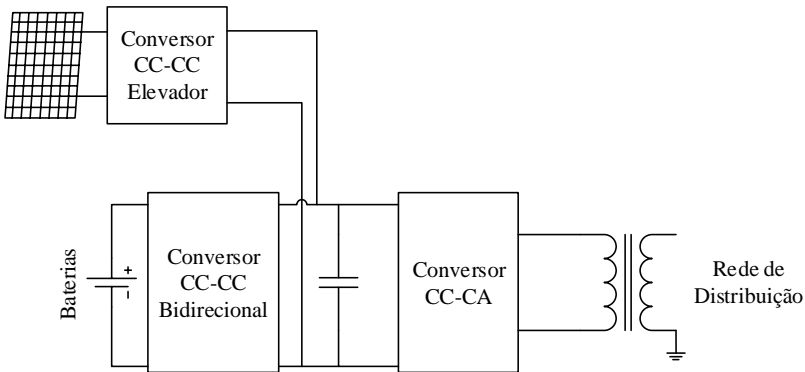 Conversor
CC-CC
Elevador
Baterias
+
-
Conversor
CC-CC
Bidirecional
Conversor
CC-CA
Rede de
Distribuição